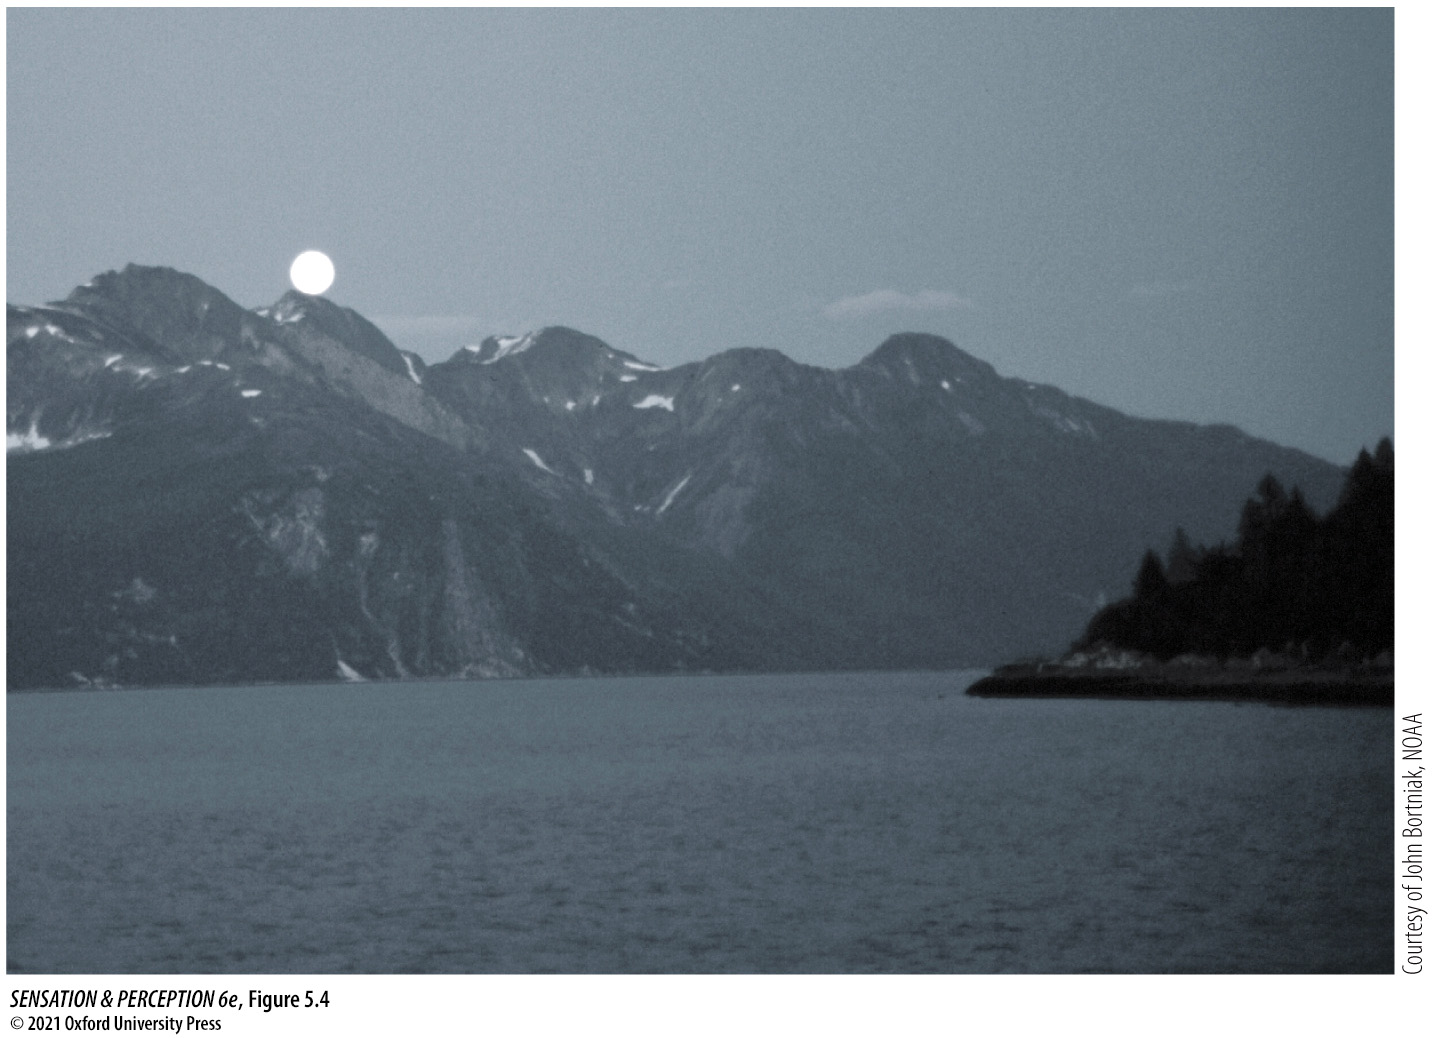 Courtesy of John Bortniak, NOAA
SENSATION & PERCEPTION 6e, Figure 5.4
© 2021 Oxford University Press